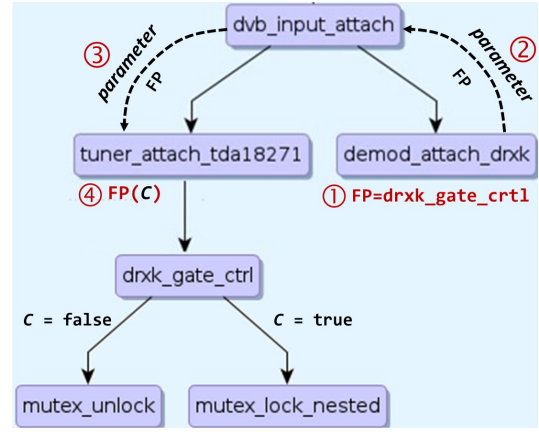 dvb_input_attach
③
parameter
FP
②
parameter
FP
tuner_attach_tda18271
demod_attach_drxk
④ FP(C)
① FP=drxk_gate_crtl
drxk_gate_ctrl
C = false
C = true
mutex_unlock
mutex_lock_nested